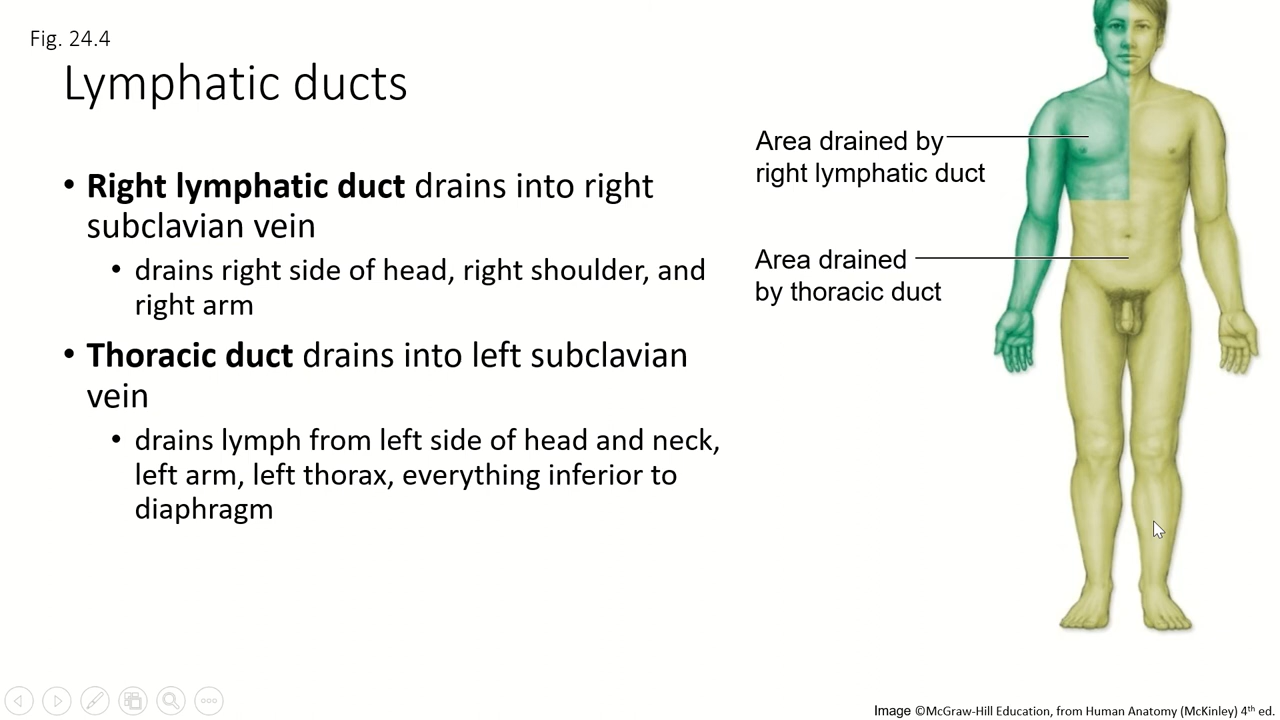 Fig. 24.4
Lymphatic ducts
• Right lymphatic duct drains into right
subclavian vein
• drains right side of head, right shoulder, and
right arm
• Thoracic duct drains into left subclavian
vein
• drains lymph from left side of head and neck,
left arm, left thorax, everything inferior to
diaphragm
Area drained by
right lymphatic duct
Area drained
by thoracic duct
Image ©McGraw-Hill Education, from Human Anatomy (McKinley) 4th ed.